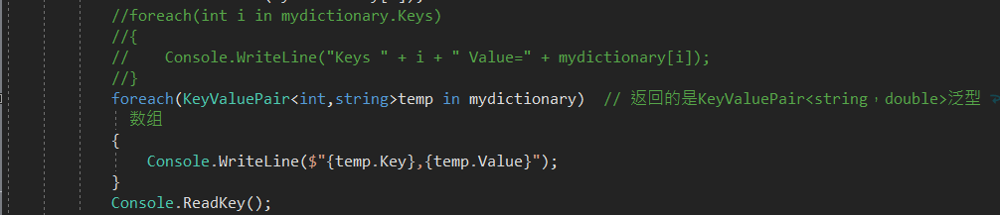 //foreach(int i in mydictionary.Keys)
//{
//    Console.WriteLine("Keys " + i + " Value=" + mydictionary[i]);
//}
foreach(KeyValuePair<int,string>temp in mydictionary)  // 返回的是KeyValuePair<string，double>泛型
数组
{
    Console.WriteLine($"{temp.Key},{temp.Value}");
}
Console.ReadKey();